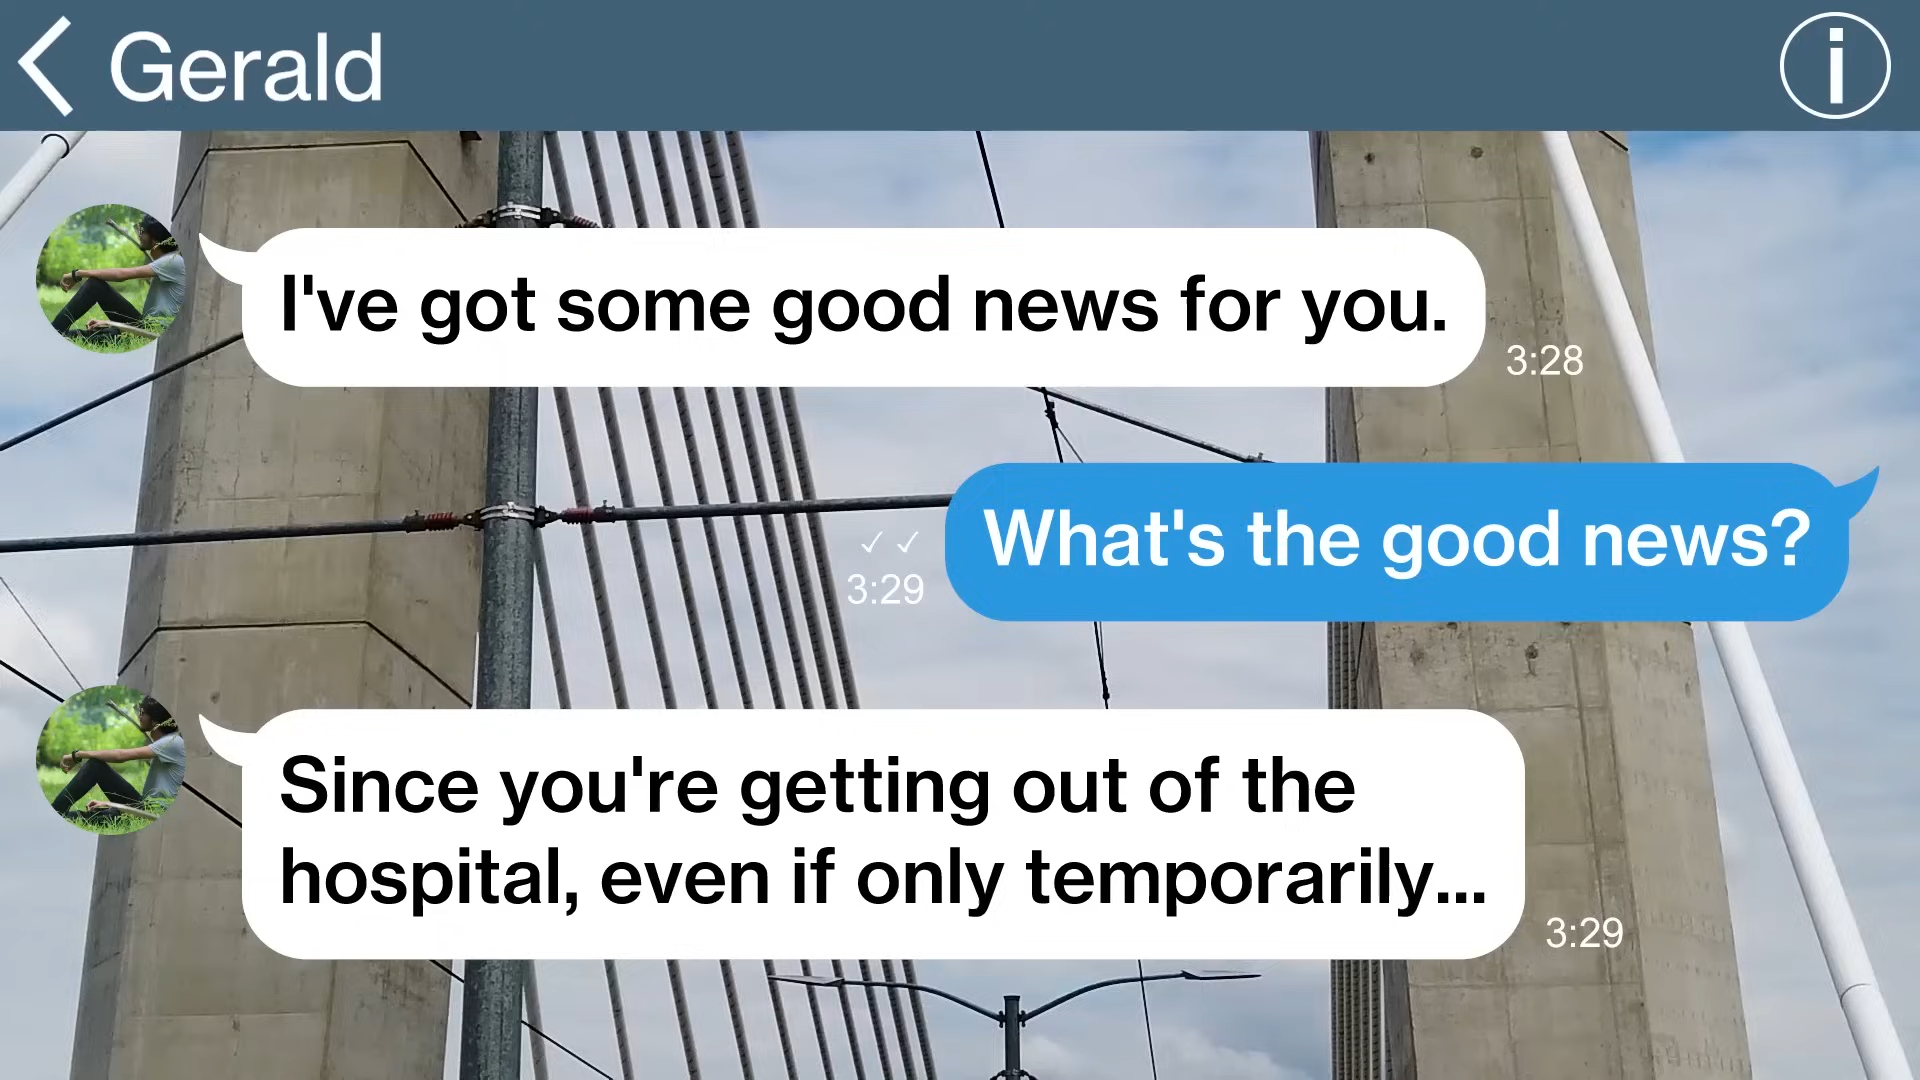 Gerald
I've got some good news for you.
3:28
What's the good news?
✓ ✓
3:29
Since you're getting out of the
hospital, even if only temporarily...
3:29